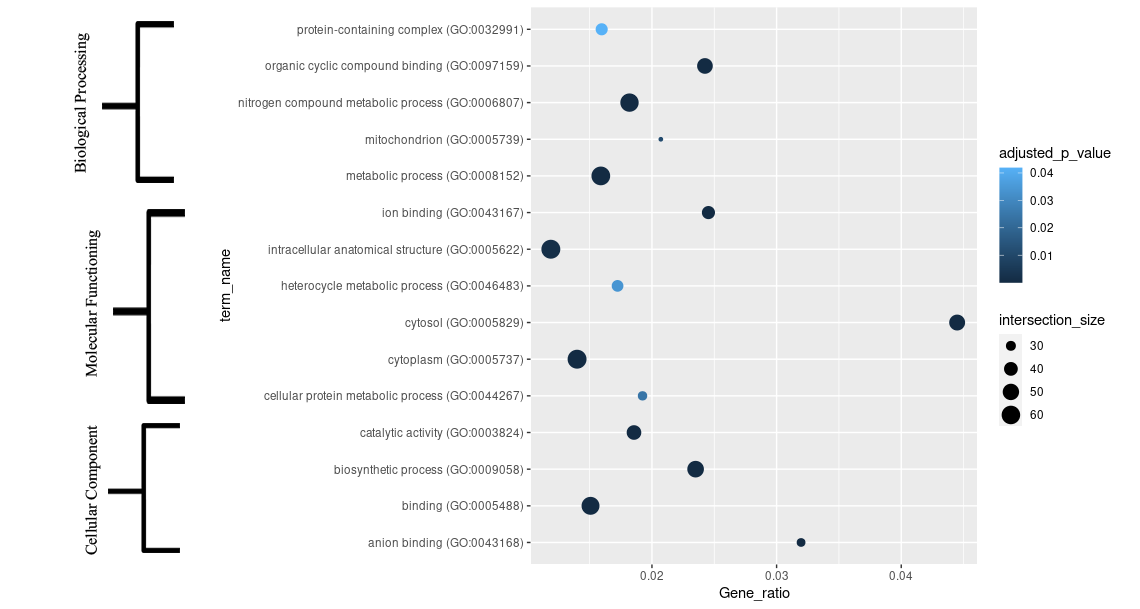 Biological Processing
Molecular Functioning
Cellular Component
term_name
protein-containing complex (GO:0032991)
organic cyclic compound binding (GO:0097159)
nitrogen compound metabolic process (GO:0006807)
mitochondrion (GO:0005739)
metabolic process (GO:0008152)
ion binding (GO:0043167)
intracellular anatomical structure (GO:0005622)
heterocycle metabolic process (GO:0046483)
cytosol (GO:0005829)
cytoplasm (GO:0005737)
cellular protein metabolic process (GO:0044267)
catalytic activity (GO:0003824)
biosynthetic process (GO:0009058)
binding (GO:0005488)
anion binding (GO:0043168)
0.02 0.03 0.04
Gene_ratio
adjusted_p_value
0.04
0.03
0.02
0.01
intersection_size
30
40
50
60